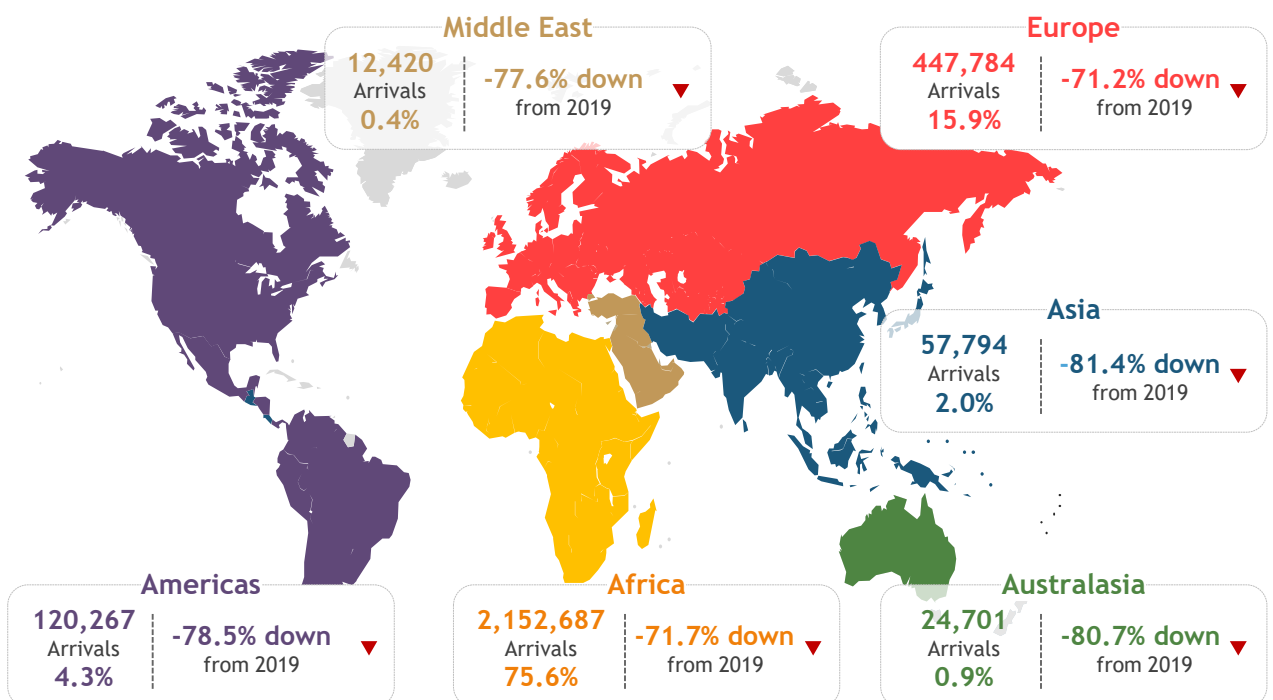 Middle East
12,420
Arrivals
0.4%
-77.6% down
from 2019
Europe
447,784
Arrivals
15.9%
-71.2% down
from 2019
Asia
57,794
Arrivals
2.0%
-81.4% down
from 2019
Americas
120,267
Arrivals
4.3%
-78.5% down
from 2019
Africa
2,152,687
Arrivals
75.6%
-71.7% down
from 2019
Australasia
24,701
Arrivals
0.9%
-80.7% down
from 2019